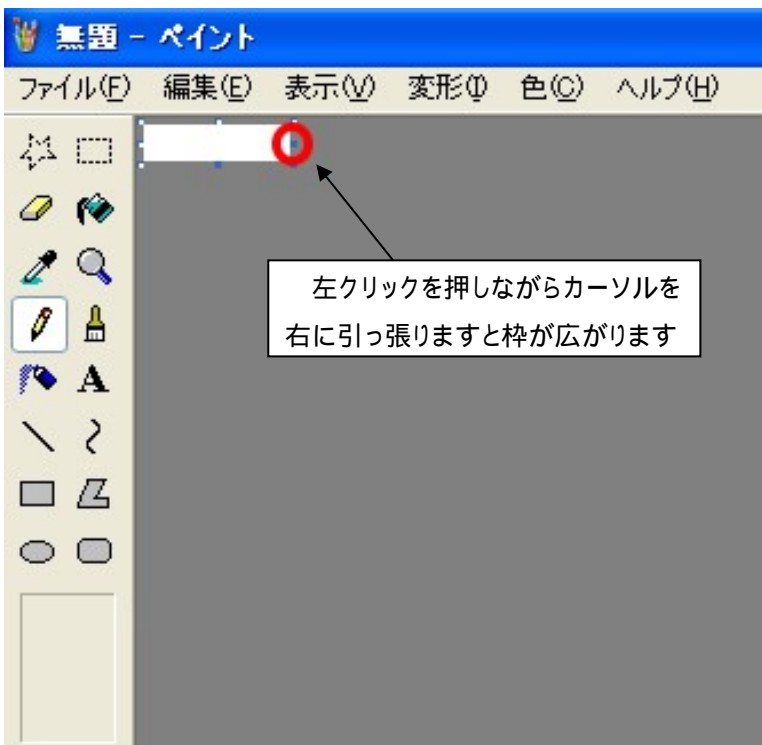 無題 - ペイント
ファイル(F) 編集(E) 表示(V) 変形(I) 色(C) ヘルプ(H)
A
左クリックを押しながらカーソルを
右に引っ張りますと枠が広がります